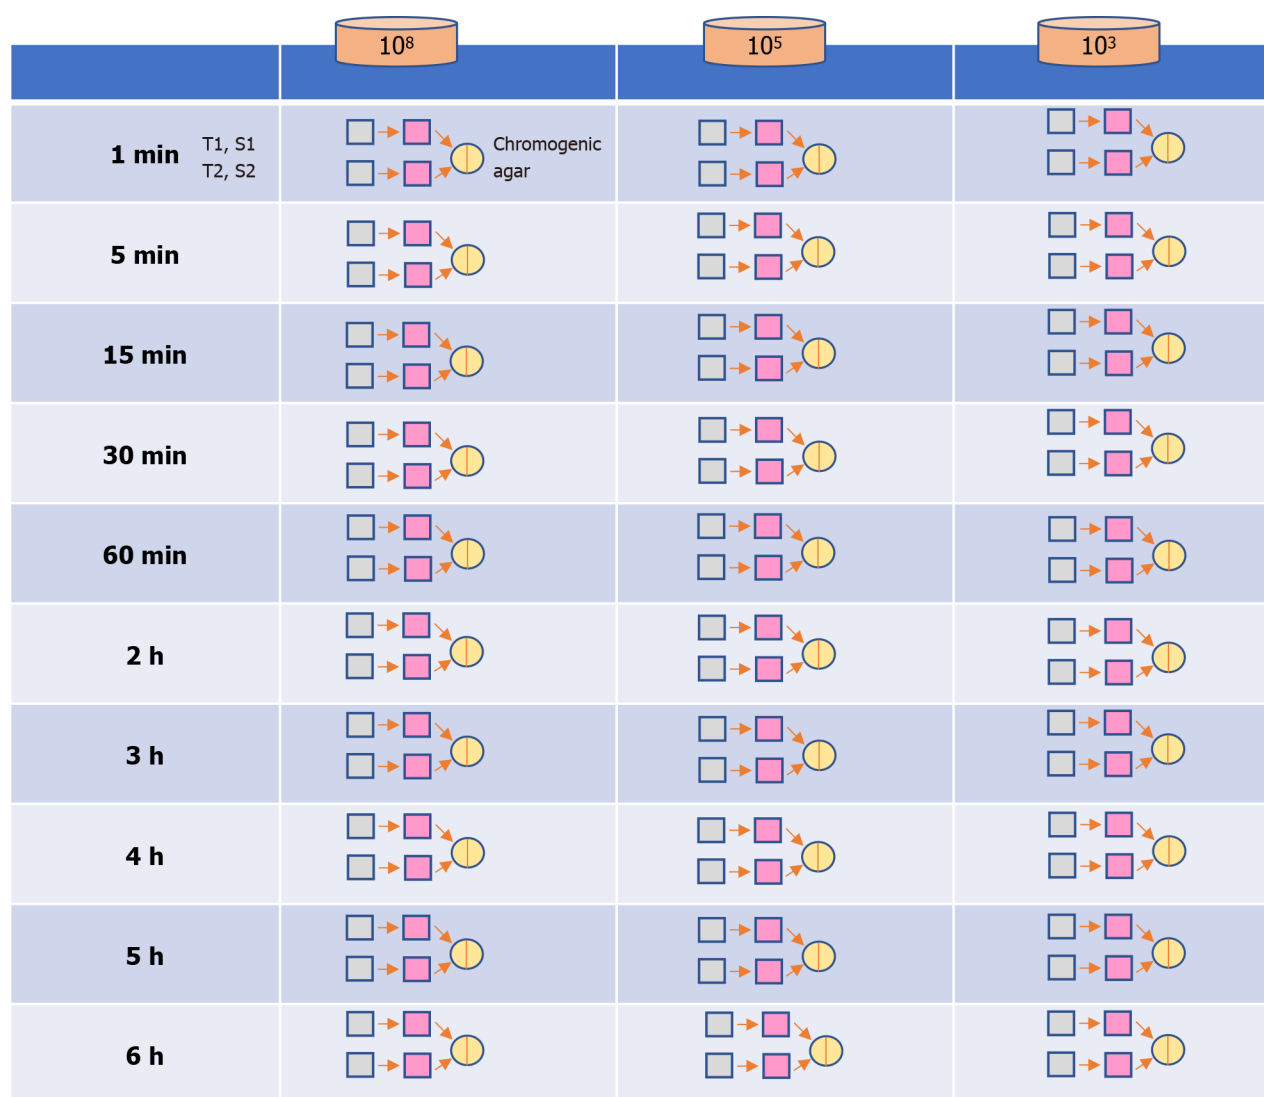 10⁸ 10⁵ 10³
1 min
T1, S1
T2, S2
Chromogenic
agar
5 min
15 min
30 min
60 min
2 h
3 h
4 h
5 h
6 h